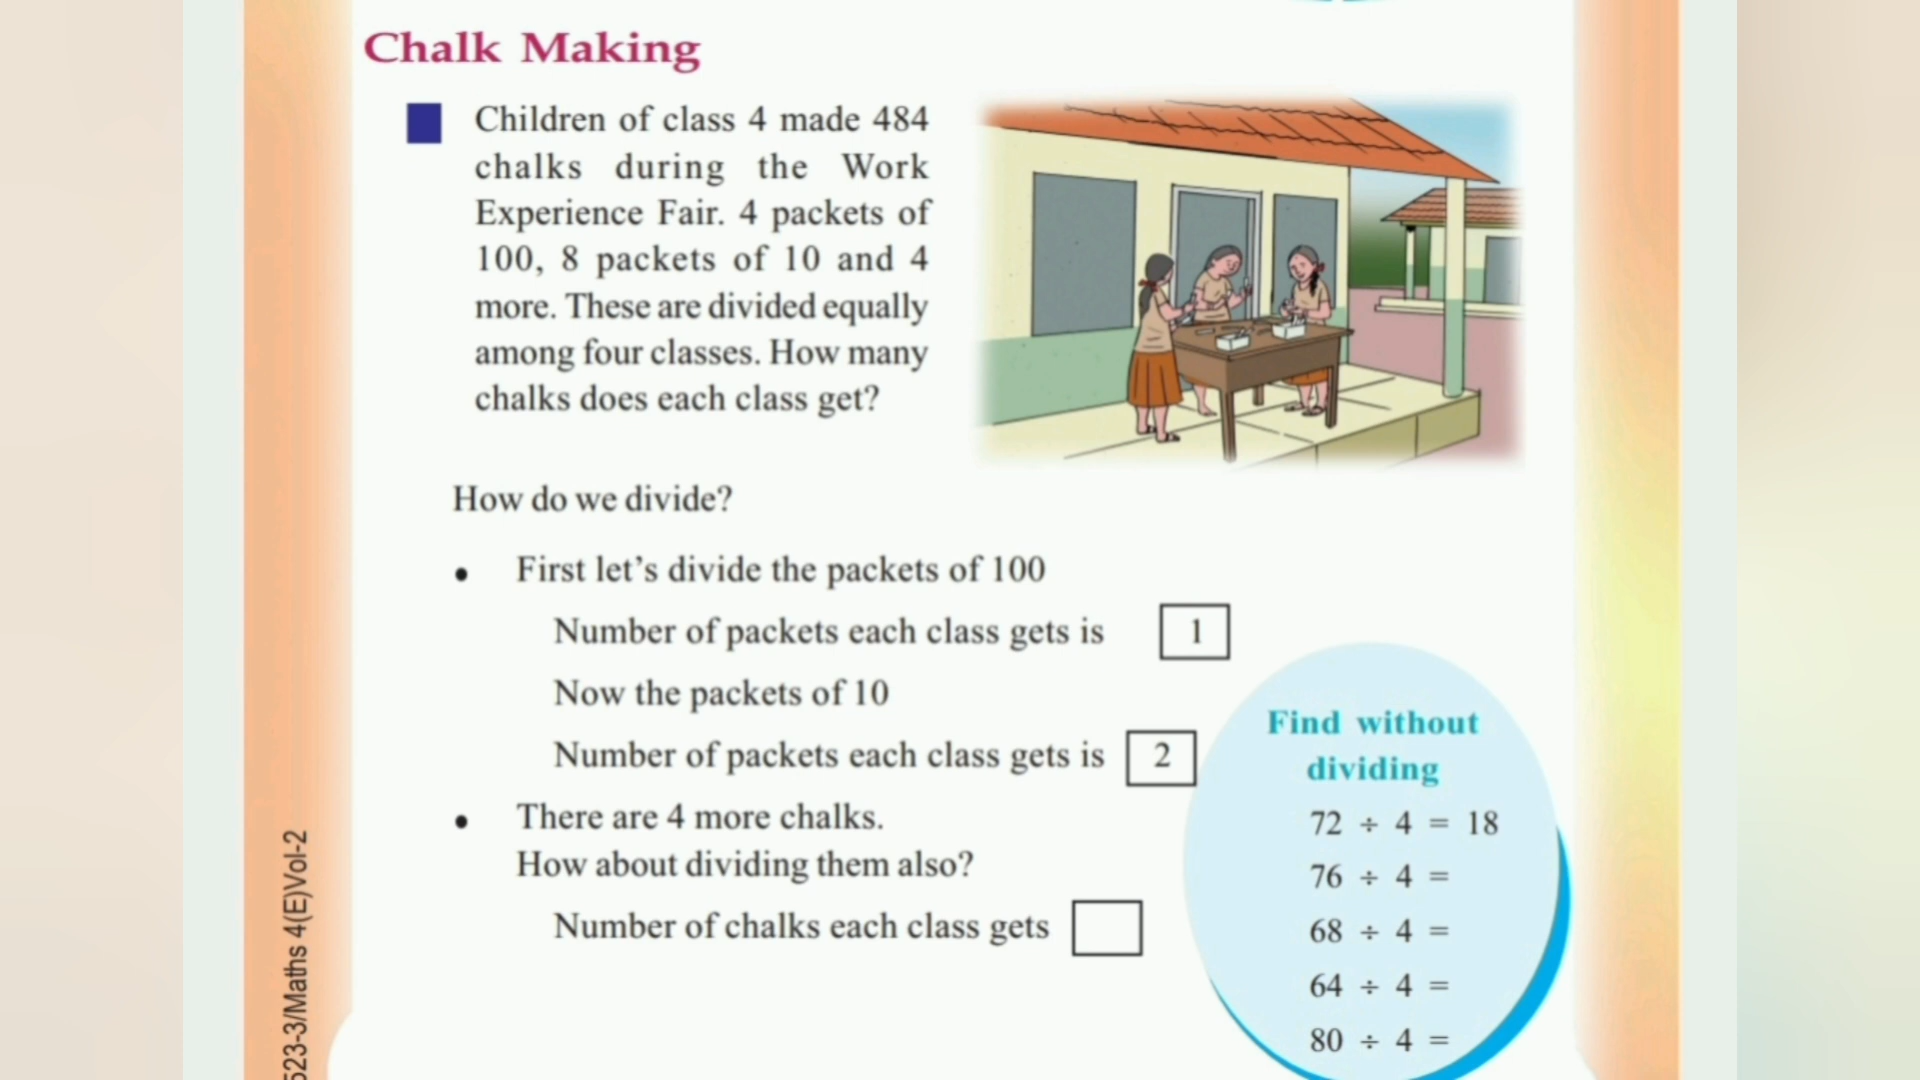 Chalk Making
Children of class 4 made 484
chalks during the Work
Experience Fair. 4 packets of
100, 8 packets of 10 and 4
more. These are divided equally
among four classes. How many
chalks does each class get?
How do we divide?
• First let’s divide the packets of 100
Number of packets each class gets is 1
Now the packets of 10
Number of packets each class gets is 2
• There are 4 more chalks.
How about dividing them also?
Number of chalks each class gets
Find without
dividing
72 ÷ 4 = 18
76 ÷ 4 =
68 ÷ 4 =
64 ÷ 4 =
80 ÷ 4 =
523-3/Maths 4(E)Vol-2